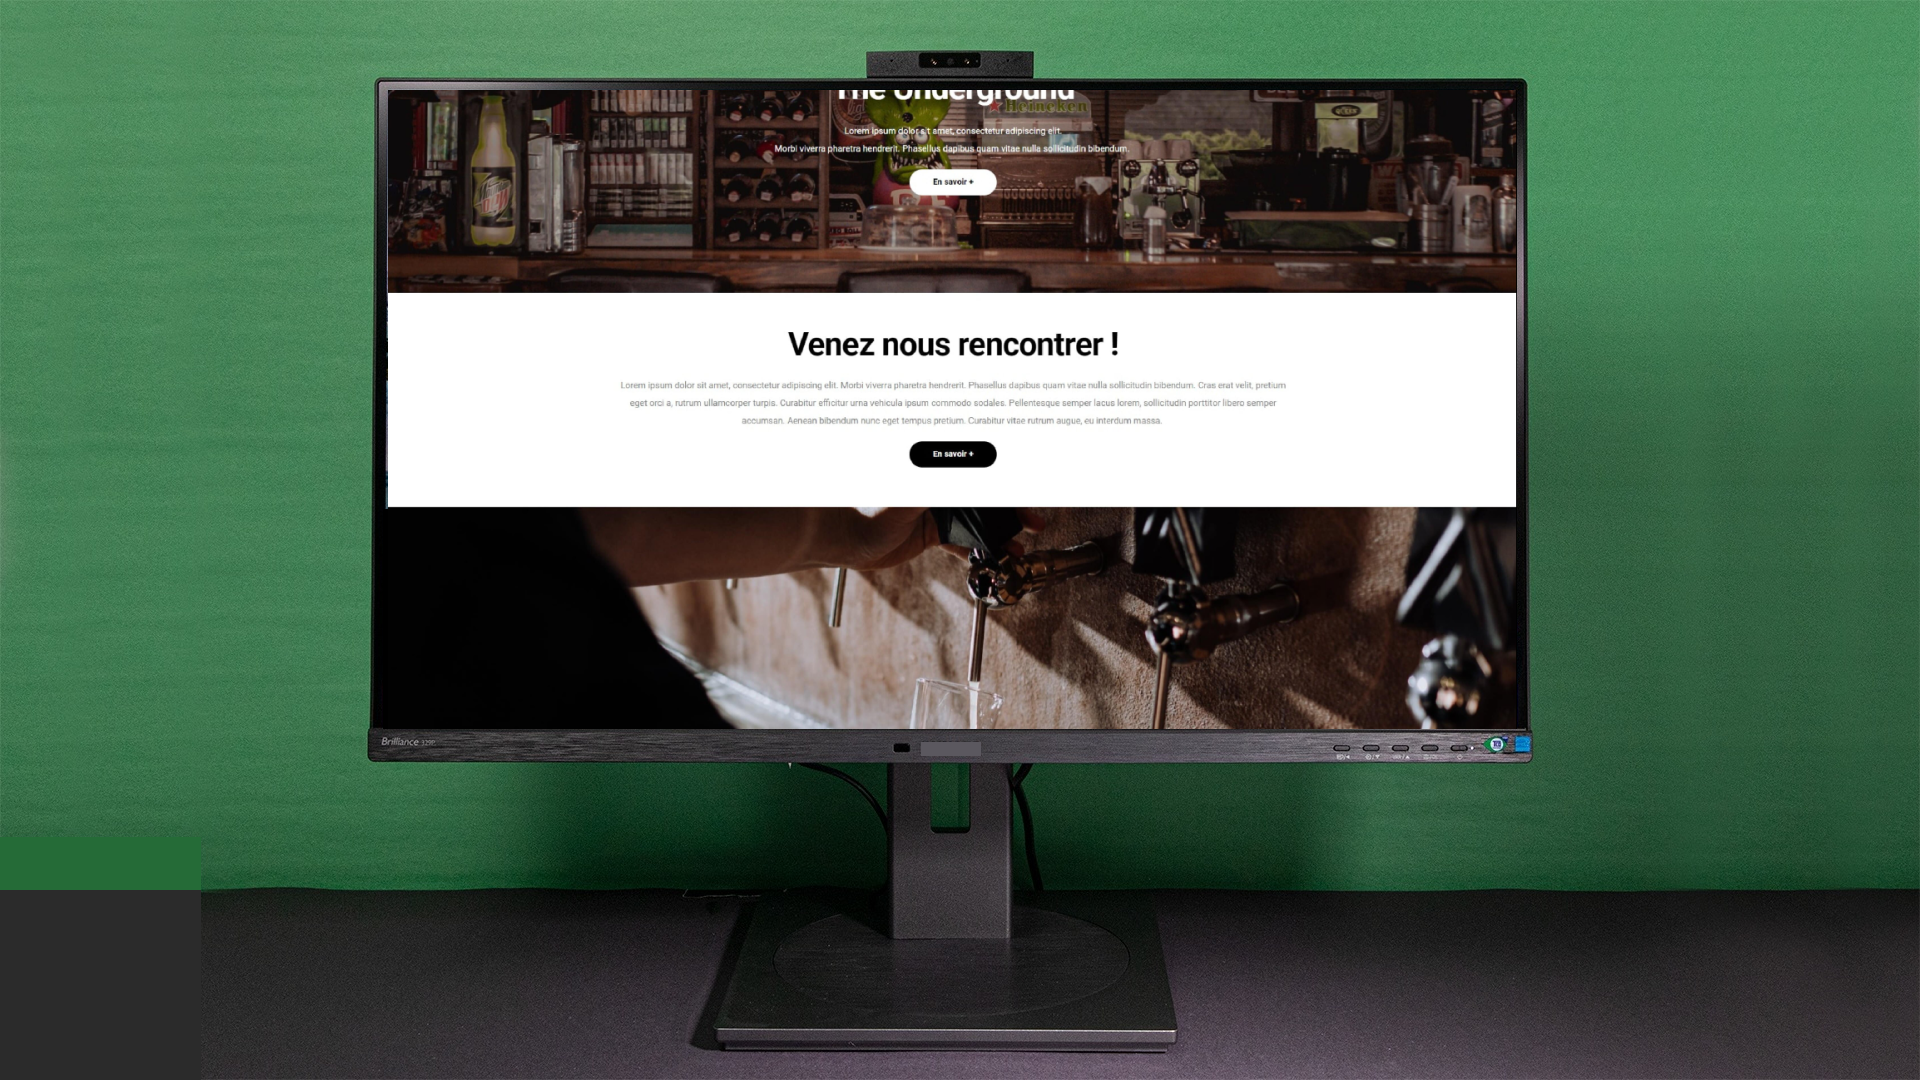 The Underground
Heineken
Lorem ipsum dolor sit amet, consectetur adipiscing elit.
Morbi viverra pharetra hendrerit. Phasellus dapibus quam vitae nulla sollicitudin bibendum.
En savoir +
Venez nous rencontrer !
Lorem ipsum dolor sit amet, consectetur adipiscing elit. Morbi viverra pharetra hendrerit. Phasellus dapibus quam vitae nulla sollicitudin bibendum. Cras erat velit, pretium
eget orci a, rutrum ullamcorper turpis. Curabitur efficitur urna vehicula ipsum commodo sodales. Pellentesque semper lacus lorem, sollicitudin porttitor libero semper
accumsan. Aenean bibendum nunc eget tempus pretium. Curabitur vitae rutrum augue, eu interdum massa.
En savoir +
Brilliance